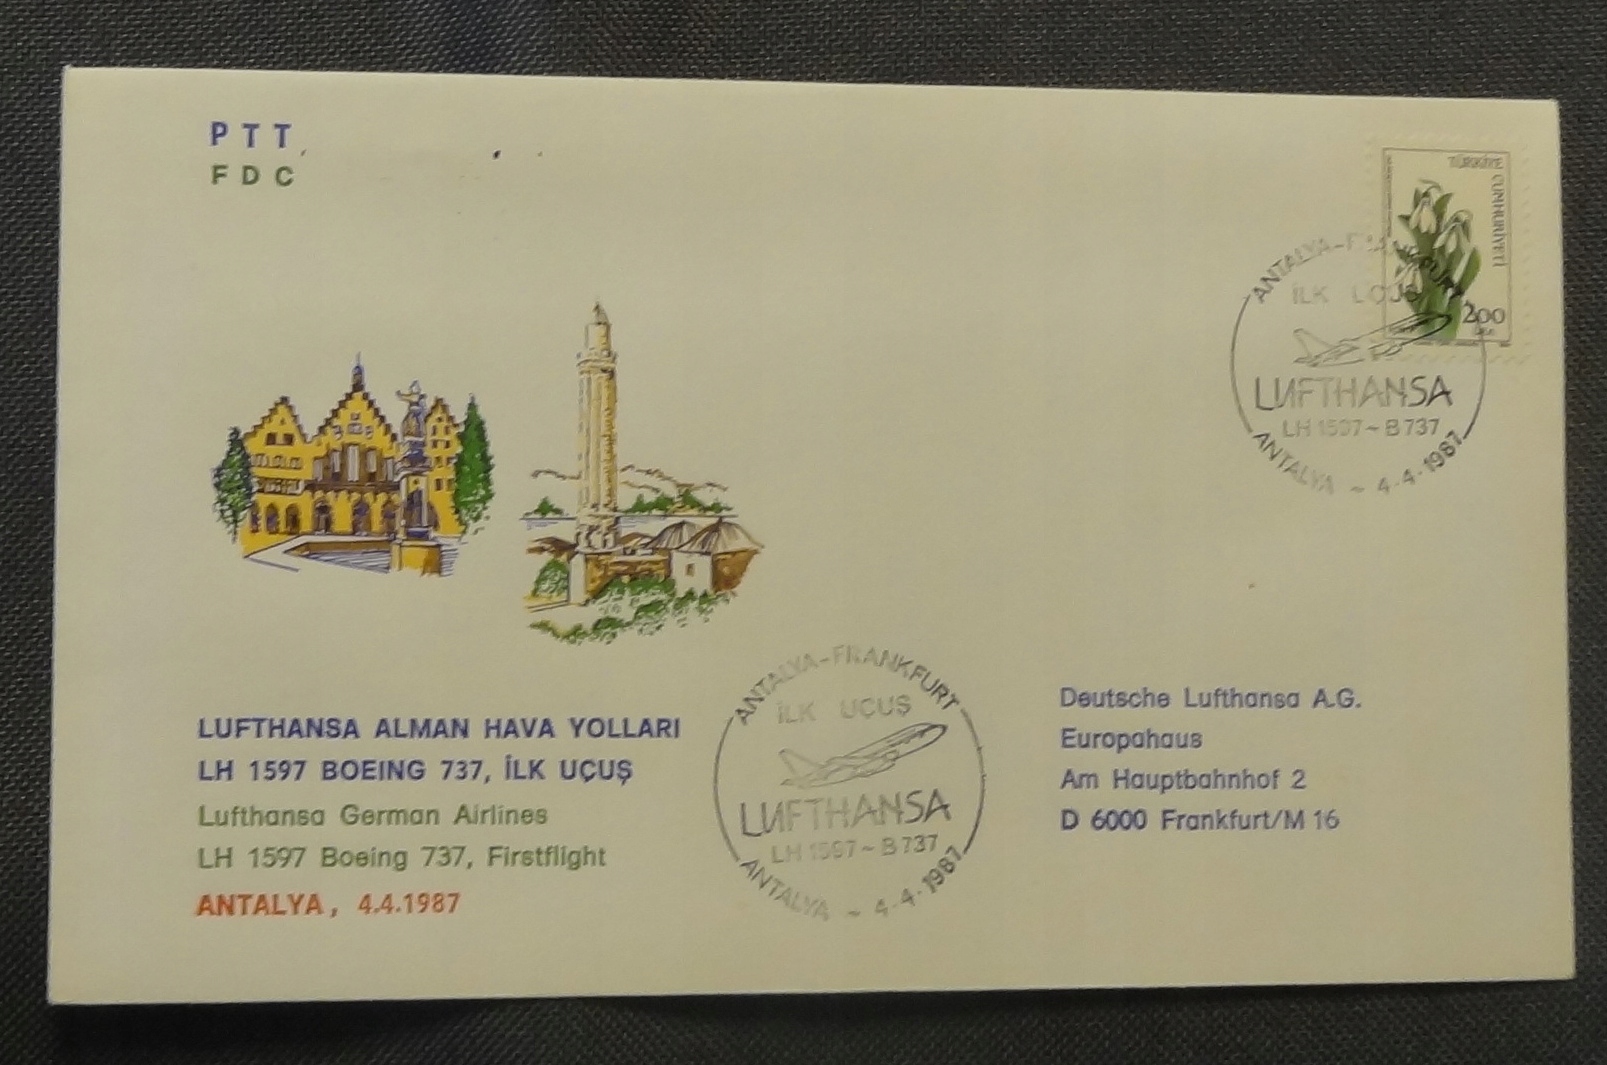 PTT
FDC
TÜRKİYE CUMHURİYETİ
200
LİRA
ANTALYA-FRANKFURT
İLK UÇUŞ
LUFTHANSA
LH 1597 ~ B 737
ANTALYA ~ 4.4.1987
ANTALYA-FRANKFURT
İLK UÇUŞ
LUFTHANSA
LH 1597 ~ B 737
ANTALYA ~ 4.4.1987
LUFTHANSA ALMAN HAVA YOLLARI
LH 1597 BOEING 737, İLK UÇUŞ
Lufthansa German Airlines
LH 1597 Boeing 737, Firstflight
ANTALYA, 4.4.1987
Deutsche Lufthansa A.G.
Europahaus
Am Hauptbahnhof 2
D 6000 Frankfurt/M 16